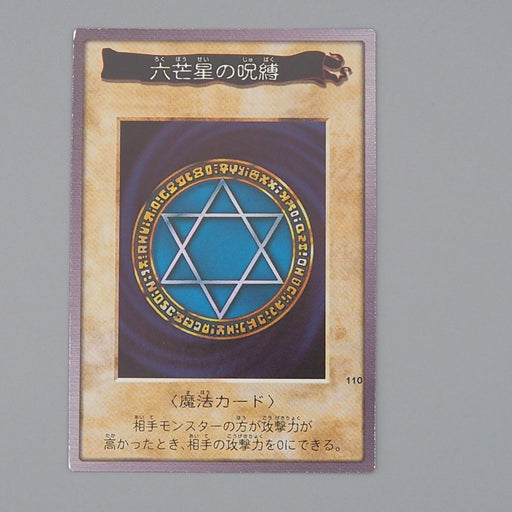 六芒星の呪縛
110
〈魔法カード〉
相手モンスターの方が攻撃力が
高かったとき、相手の攻撃力を0にできる。